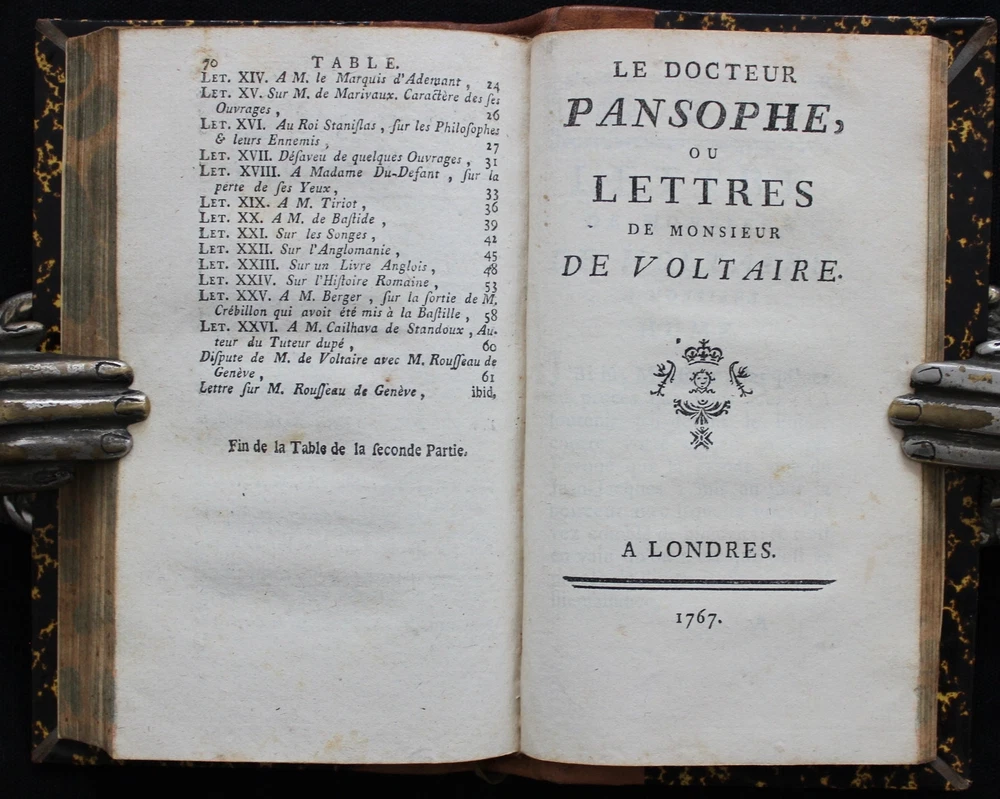 70 TABLE.
LET. XIV. A M. le Marquis d'Ademant, 24
LET. XV. Sur M. de Marivaux. Caractère des ſes
Ouvrages, 26
LET. XVI. Au Roi Staniſlas, ſur les Philoſophes
& leurs Ennemis, 27
LET. XVII. Déſaveu de quelques Ouvrages, 31
LET. XVIII. A Madame Du-Defant, ſur la
perte de ſes Yeux, 33
LET. XIX. A M. Tiriot, 36
LET. XX. A M. de Baſtide, 39
LET. XXI. Sur les Songes, 42
LET. XXII. Sur l'Anglomanie, 45
LET. XXIII. Sur un Livre Anglois, 48
LET. XXIV. Sur l'Hiſtoire Romaine, 53
LET. XXV. A M. Berger, ſur la ſortie de M.
Crébillon qui avoit été mis à la Baſtille, 58
LET. XXVI. A M. Cailhava de Standoux, Au-
teur du Tuteur dupé, 60
Diſpute de M. de Voltaire avec M. Rouſſeau de
Genève, 61
Lettre ſur M. Rouſſeau de Genève, ibid,
Fin de la Table de la ſeconde Partie.
LE DOCTEUR
PANSOPHE,
OU
LETTRES
DE MONSIEUR
DE VOLTAIRE.
A LONDRES.
1767.